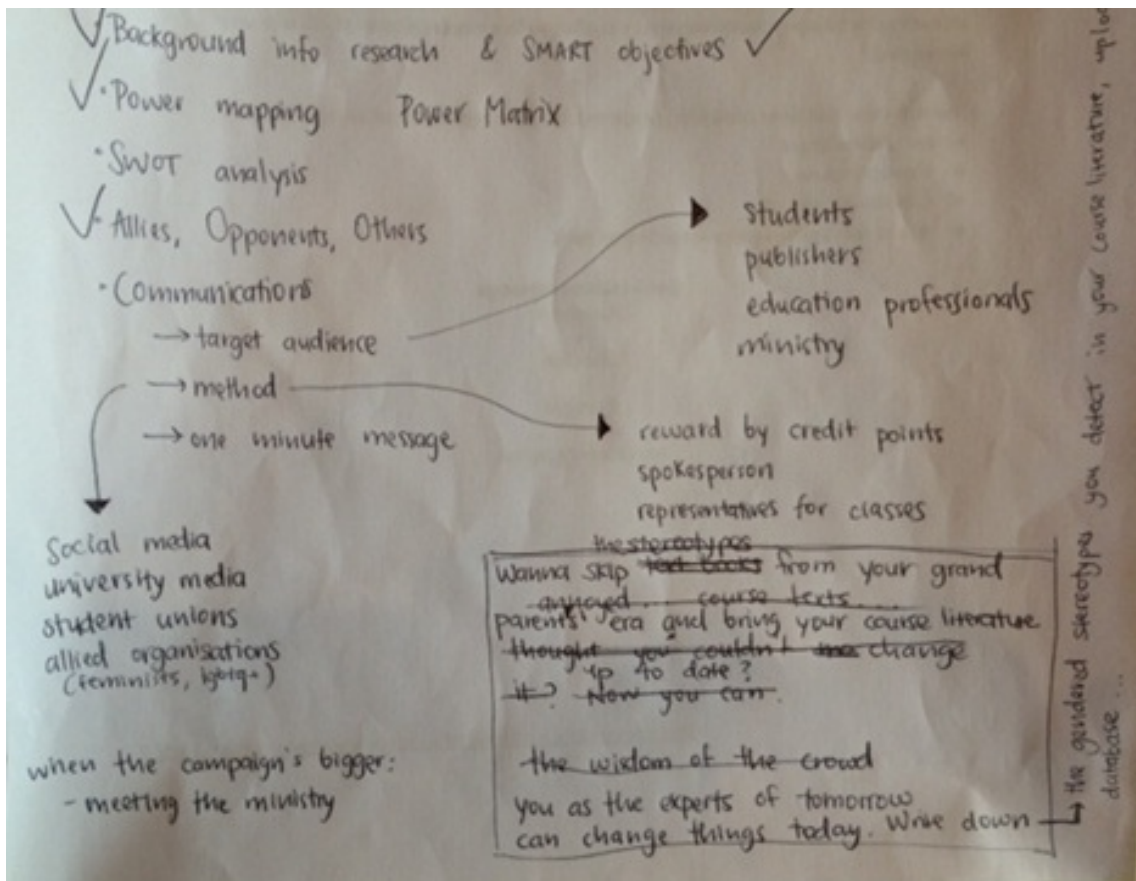 Background info research & SMART objectives
• Power mapping Power Matrix
• SWOT analysis
• Allies, Opponents, Others
• Communications
→ target audience
→ method
→ one minute message
students
publishers
education professionals
ministry
reward by credit points
spokesperson
representatives for classes
Social media
university media
student unions
allied organisations
(feminists, lgbtq+)
when the campaign's bigger:
- meeting the ministry
the stereotypes
Wanna skip text books from your grand
annoyed... course texts...
parents' era and bring your course literature
thought you couldn't change
up to date?
it? Now you can.
the wisdom of the crowd
you as the experts of tomorrow
can change things today. Write down
→ the gendered stereotypes you detect in your course literature,
database...